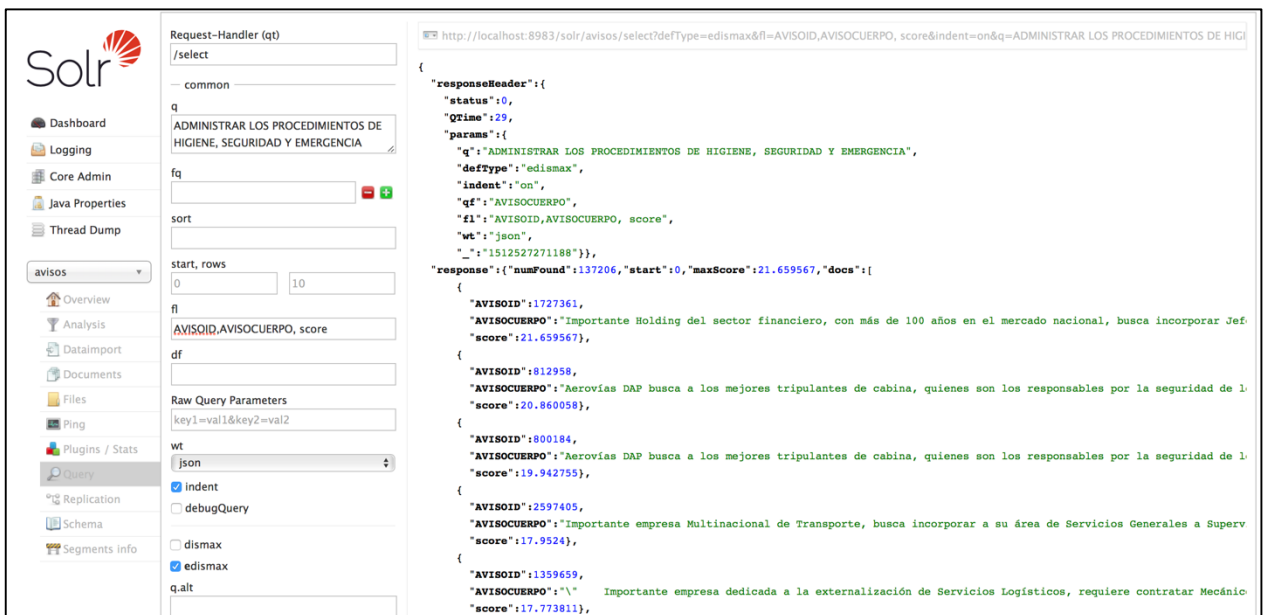 Solr
Dashboard
Logging
Core Admin
Java Properties
Thread Dump
avisos
Overview
Analysis
Dataimport
Documents
Files
Ping
Plugins / Stats
Query
Replication
Schema
Segments info
Request-Handler (qt)
/select
common
q
ADMINISTRAR LOS PROCEDIMIENTOS DE
HIGIENE, SEGURIDAD Y EMERGENCIA
fq
sort
start, rows
0 10
fl
AVISOID,AVISOCUERPO, score
df
Raw Query Parameters
key1=val1&key2=val2
wt
json
indent
debugQuery
dismax
edismax
q.alt
http://localhost:8983/solr/avisos/select?defType=edismax&fl=AVISOID,AVISOCUERPO, score&indent=on&q=ADMINISTRAR LOS PROCEDIMIENTOS DE HIGI
{
"responseHeader":{
"status":0,
"QTime":29,
"params":{
"q":"ADMINISTRAR LOS PROCEDIMIENTOS DE HIGIENE, SEGURIDAD Y EMERGENCIA",
"defType":"edismax",
"indent":"on",
"qf":"AVISOCUERPO",
"fl":"AVISOID,AVISOCUERPO, score",
"wt":"json",
"_":"1512527271188"}},
"response":{"numFound":137206,"start":0,"maxScore":21.659567,"docs":[
{
"AVISOID":1727361,
"AVISOCUERPO":"Importante Holding del sector financiero, con más de 100 años en el mercado nacional, busca incorporar Jef
"score":21.659567},
{
"AVISOID":812958,
"AVISOCUERPO":"Aerovías DAP busca a los mejores tripulantes de cabina, quienes son los responsables por la seguridad de l
"score":20.860058},
{
"AVISOID":800184,
"AVISOCUERPO":"Aerovías DAP busca a los mejores tripulantes de cabina, quienes son los responsables por la seguridad de l
"score":19.942755},
{
"AVISOID":2597405,
"AVISOCUERPO":"Importante empresa Multinacional de Transporte, busca incorporar a su área de Servicios Generales a Superv
"score":17.9524},
{
"AVISOID":1359659,
"AVISOCUERPO":"\" Importante empresa dedicada a la externalización de Servicios Logísticos, requiere contratar Mecánic
"score":17.773811},